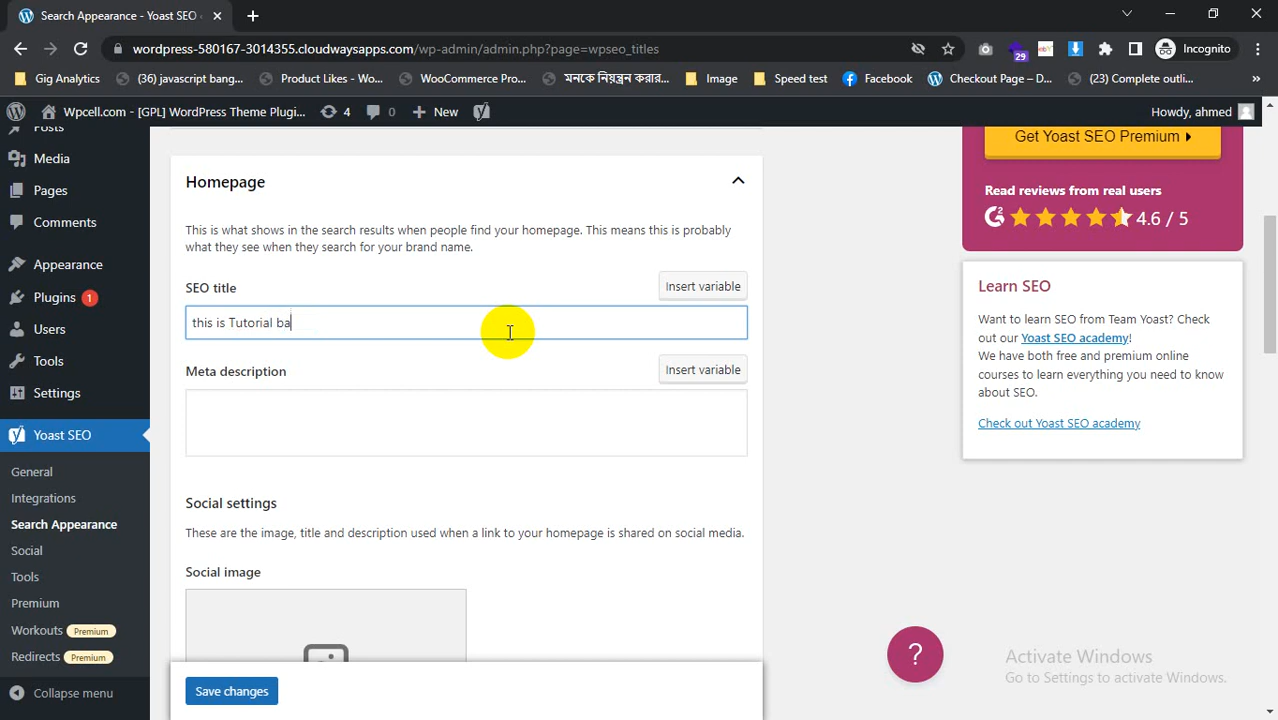 Search Appearance - Yoast SEO
wordpress-580167-3014355.cloudwaysapps.com/wp-admin/admin.php?page=wpseo_titles
29
Incognito
Gig Analytics
(36) javascript bang...
Product Likes - Wo...
WooCommerce Pro...
মনকে নিয়ন্ত্রন করার...
Image
Speed test
Facebook
Checkout Page – D...
(23) Complete outli...
»
Wpcell.com – [GPL] WordPress Theme Plugi...
4
0
New
Howdy, ahmed
Posts
Media
Pages
Comments
Appearance
Plugins 1
Users
Tools
Settings
Yoast SEO
General
Integrations
Search Appearance
Social
Tools
Premium
Workouts Premium
Redirects Premium
Collapse menu
Homepage
This is what shows in the search results when people find your homepage. This means this is probably
what they see when they search for your brand name.
SEO title
Insert variable
this is Tutorial ba
Meta description
Insert variable
Social settings
These are the image, title and description used when a link to your homepage is shared on social media.
Social image
Save changes
Get Yoast SEO Premium
Read reviews from real users
4.6 / 5
Learn SEO
Want to learn SEO from Team Yoast? Check
out our Yoast SEO academy!
We have both free and premium online
courses to learn everything you need to know
about SEO.
Check out Yoast SEO academy
?
Activate Windows
Go to Settings to activate Windows.